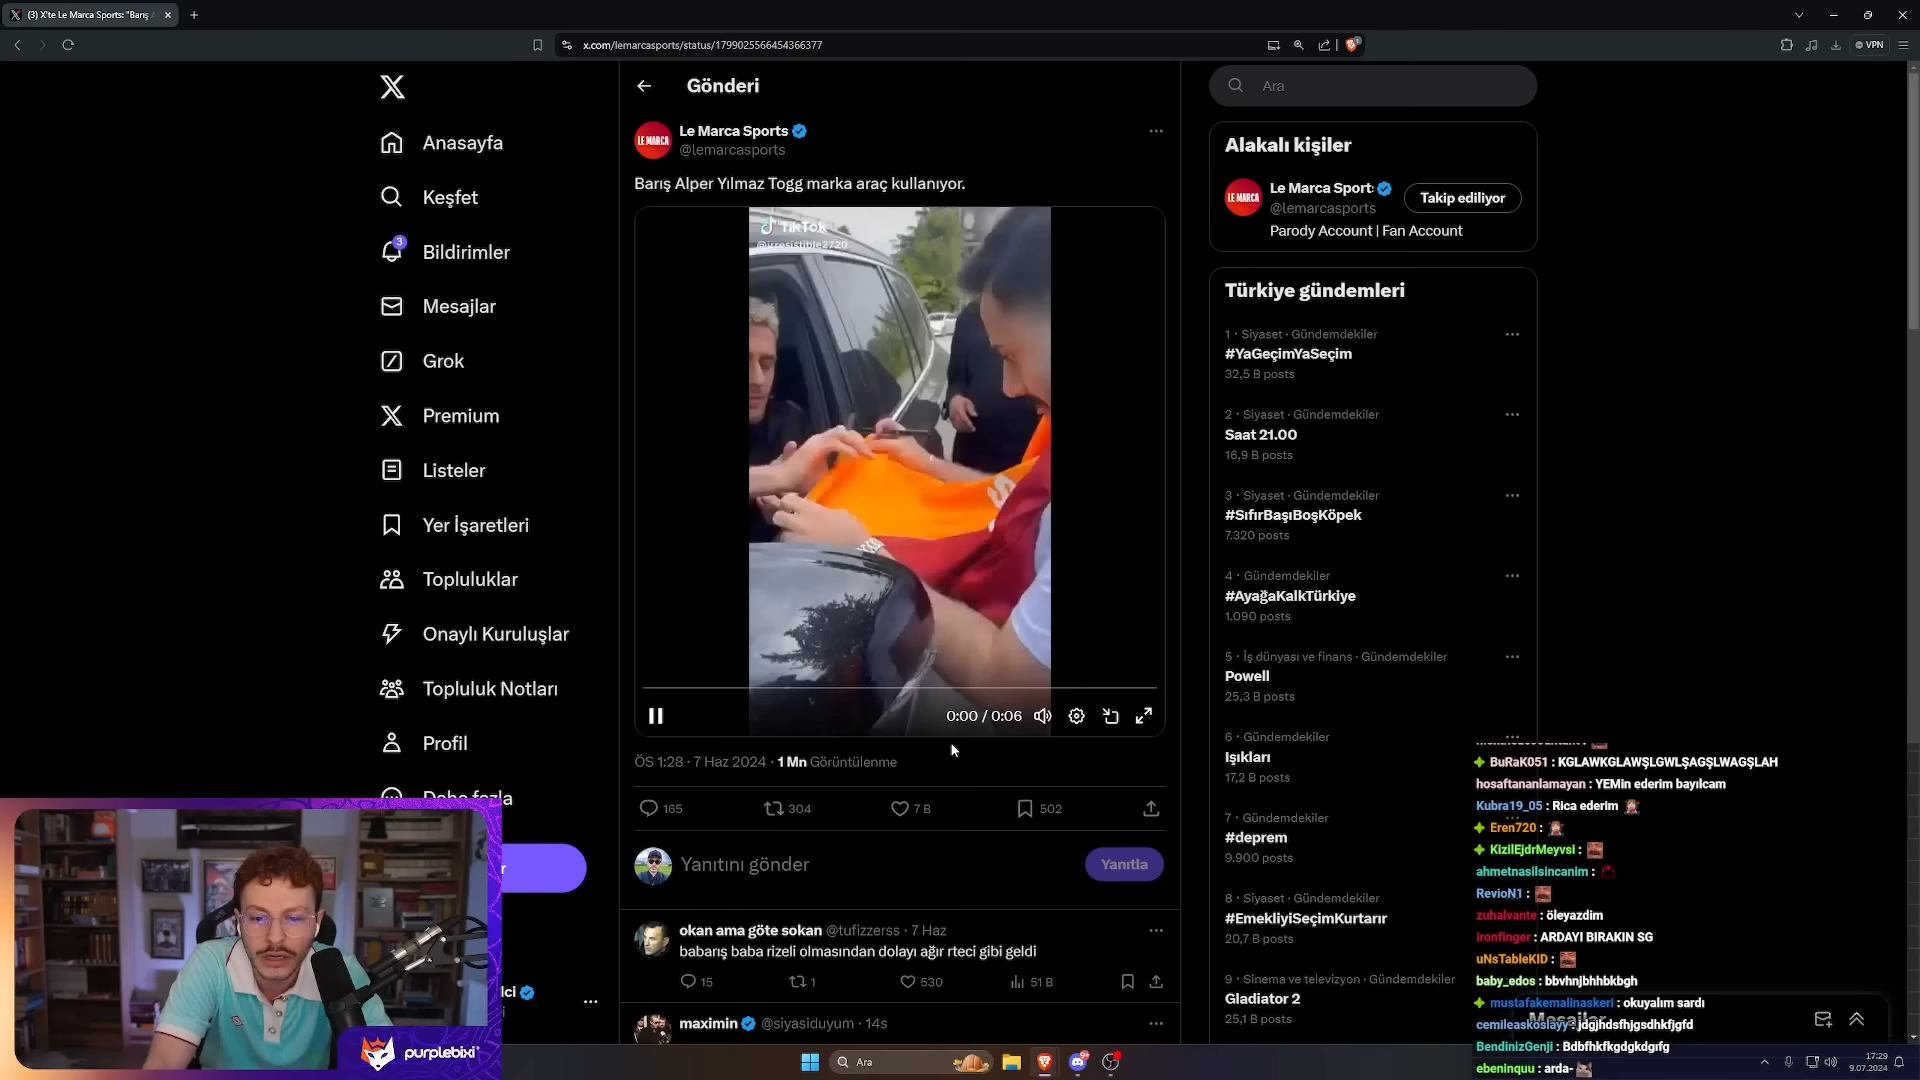 (3) X'te Le Marca Sports: "Barış A
x.com/lemarcasports/status/1799025566454366377
VPN
Anasayfa
Keşfet
3
Bildirimler
Mesajlar
Grok
Premium
Listeler
Yer İşaretleri
Topluluklar
Onaylı Kuruluşlar
Topluluk Notları
Profil
Daha fazla
Gönderi
LE MARCA
Le Marca Sports
@lemarcasports
Barış Alper Yılmaz Togg marka araç kullanıyor.
TikTok
@irresistible2720
0:00 / 0:06
ÖS 1:28 · 7 Haz 2024 · 1 Mn Görüntülenme
165
304
7 B
502
Yanıtını gönder
Yanıtla
okan ama göte sokan @tufizzerss · 7 Haz
babarış baba rizeli olmasından dolayı ağır rteci gibi geldi
15
1
530
51 B
maximin @siyasiduyum · 14s
Ara
Alakalı kişiler
LE MARCA
Le Marca Sport
@lemarcasports
Takip ediliyor
Parody Account | Fan Account
Türkiye gündemleri
1 · Siyaset · Gündemdekiler
#YaGeçimYaSeçim
32,5 B posts
2 · Siyaset · Gündemdekiler
Saat 21.00
16,9 B posts
3 · Siyaset · Gündemdekiler
#SıfırBaşıBoşKöpek
7.320 posts
4 · Gündemdekiler
#AyağaKalkTürkiye
1.090 posts
5 · İş dünyası ve finans · Gündemdekiler
Powell
25,3 B posts
6 · Gündemdekiler
Işıkları
17,2 B posts
7 · Gündemdekiler
#deprem
9.900 posts
8 · Siyaset · Gündemdekiler
#EmekliyiSeçimKurtarır
20,7 B posts
9 · Sinema ve televizyon · Gündemdekiler
Gladiator 2
25,1 B posts
BuRaK051 : KGLAWKGLAWŞLGWLŞAGŞLWAGŞLAH
hosaftananlamayan : YEMin ederim bayılcam
Kubra19_05 : Rica ederim
Eren720 :
KizilEjdrMeyvsi :
ahmetnasilsincanim :
RevioN1 :
zuhalvante : öleyazdim
ironfinger : ARDAYI BIRAKIN SG
uNsTableKID :
baby_edos : bbvhnjbhhbkbgh
mustafakemalinaskeri : okuyalım sardı
Mesajlar
cemileaskoslayy : jdgjhdsfhjgsdhkfjgfd
BendinizGenji : Bdbfhkfkgdgkdgıfg
ebeninquu : arda-
lci
purplebixi
Ara
17:29
9.07.2024